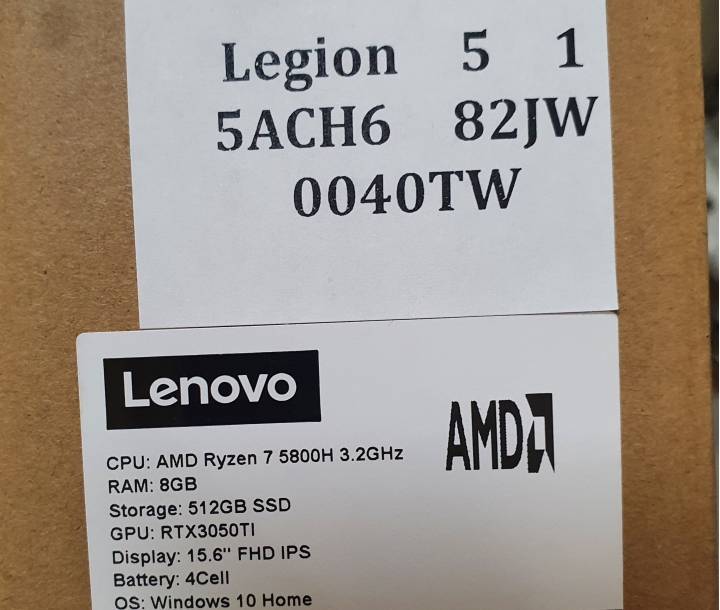 Legion 5 1
5ACH6 82JW
0040TW
Lenovo
AMD
CPU: AMD Ryzen 7 5800H 3.2GHz
RAM: 8GB
Storage: 512GB SSD
GPU: RTX3050TI
Display: 15.6" FHD IPS
Battery: 4Cell
OS: Windows 10 Home